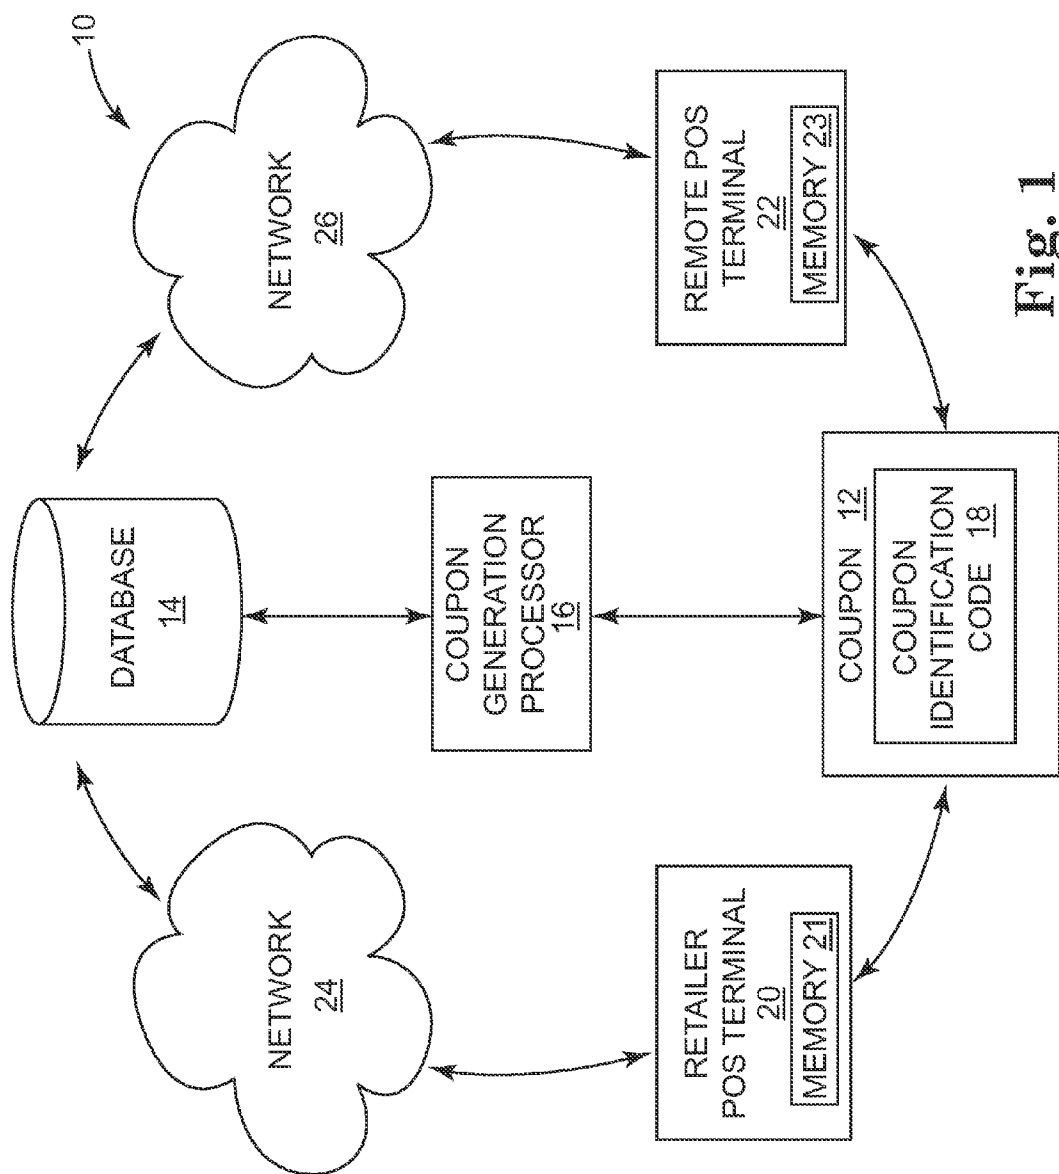 10
DATABASE
14
NETWORK
24
NETWORK
26
COUPON
GENERATION
PROCESSOR
16
RETAILER
POS TERMINAL
20
MEMORY 21
REMOTE POS
TERMINAL
22
MEMORY 23
COUPON 12
COUPON
IDENTIFICATION
CODE 18
Fig. 1